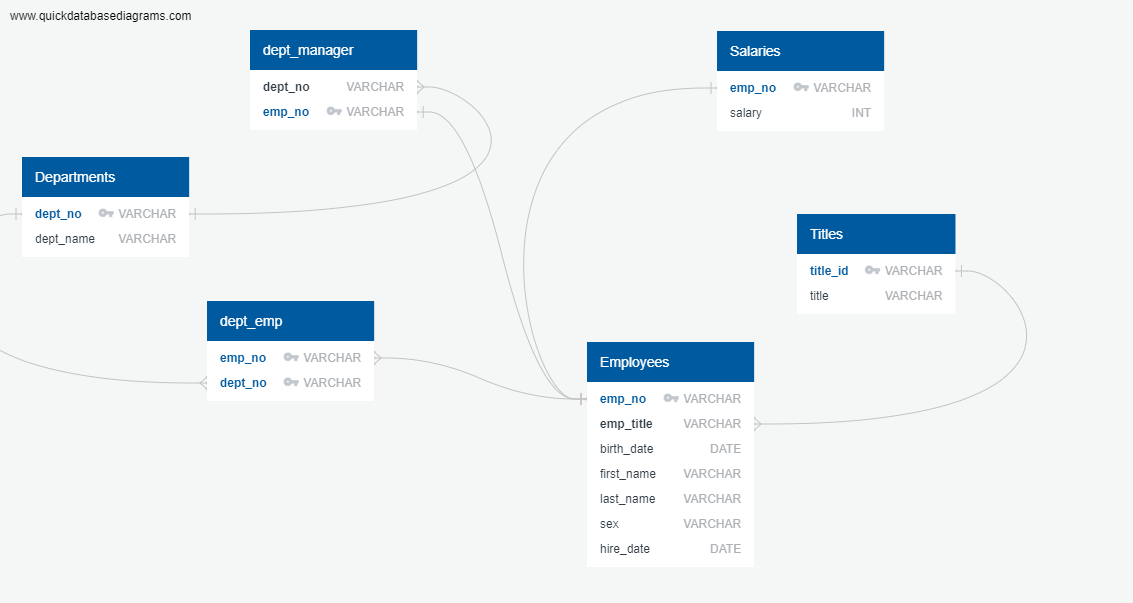 www.quickdatabasediagrams.com
dept_manager
dept_no VARCHAR
emp_no VARCHAR
Salaries
emp_no VARCHAR
salary INT
Departments
dept_no VARCHAR
dept_name VARCHAR
Titles
title_id VARCHAR
title VARCHAR
dept_emp
emp_no VARCHAR
dept_no VARCHAR
Employees
emp_no VARCHAR
emp_title VARCHAR
birth_date DATE
first_name VARCHAR
last_name VARCHAR
sex VARCHAR
hire_date DATE